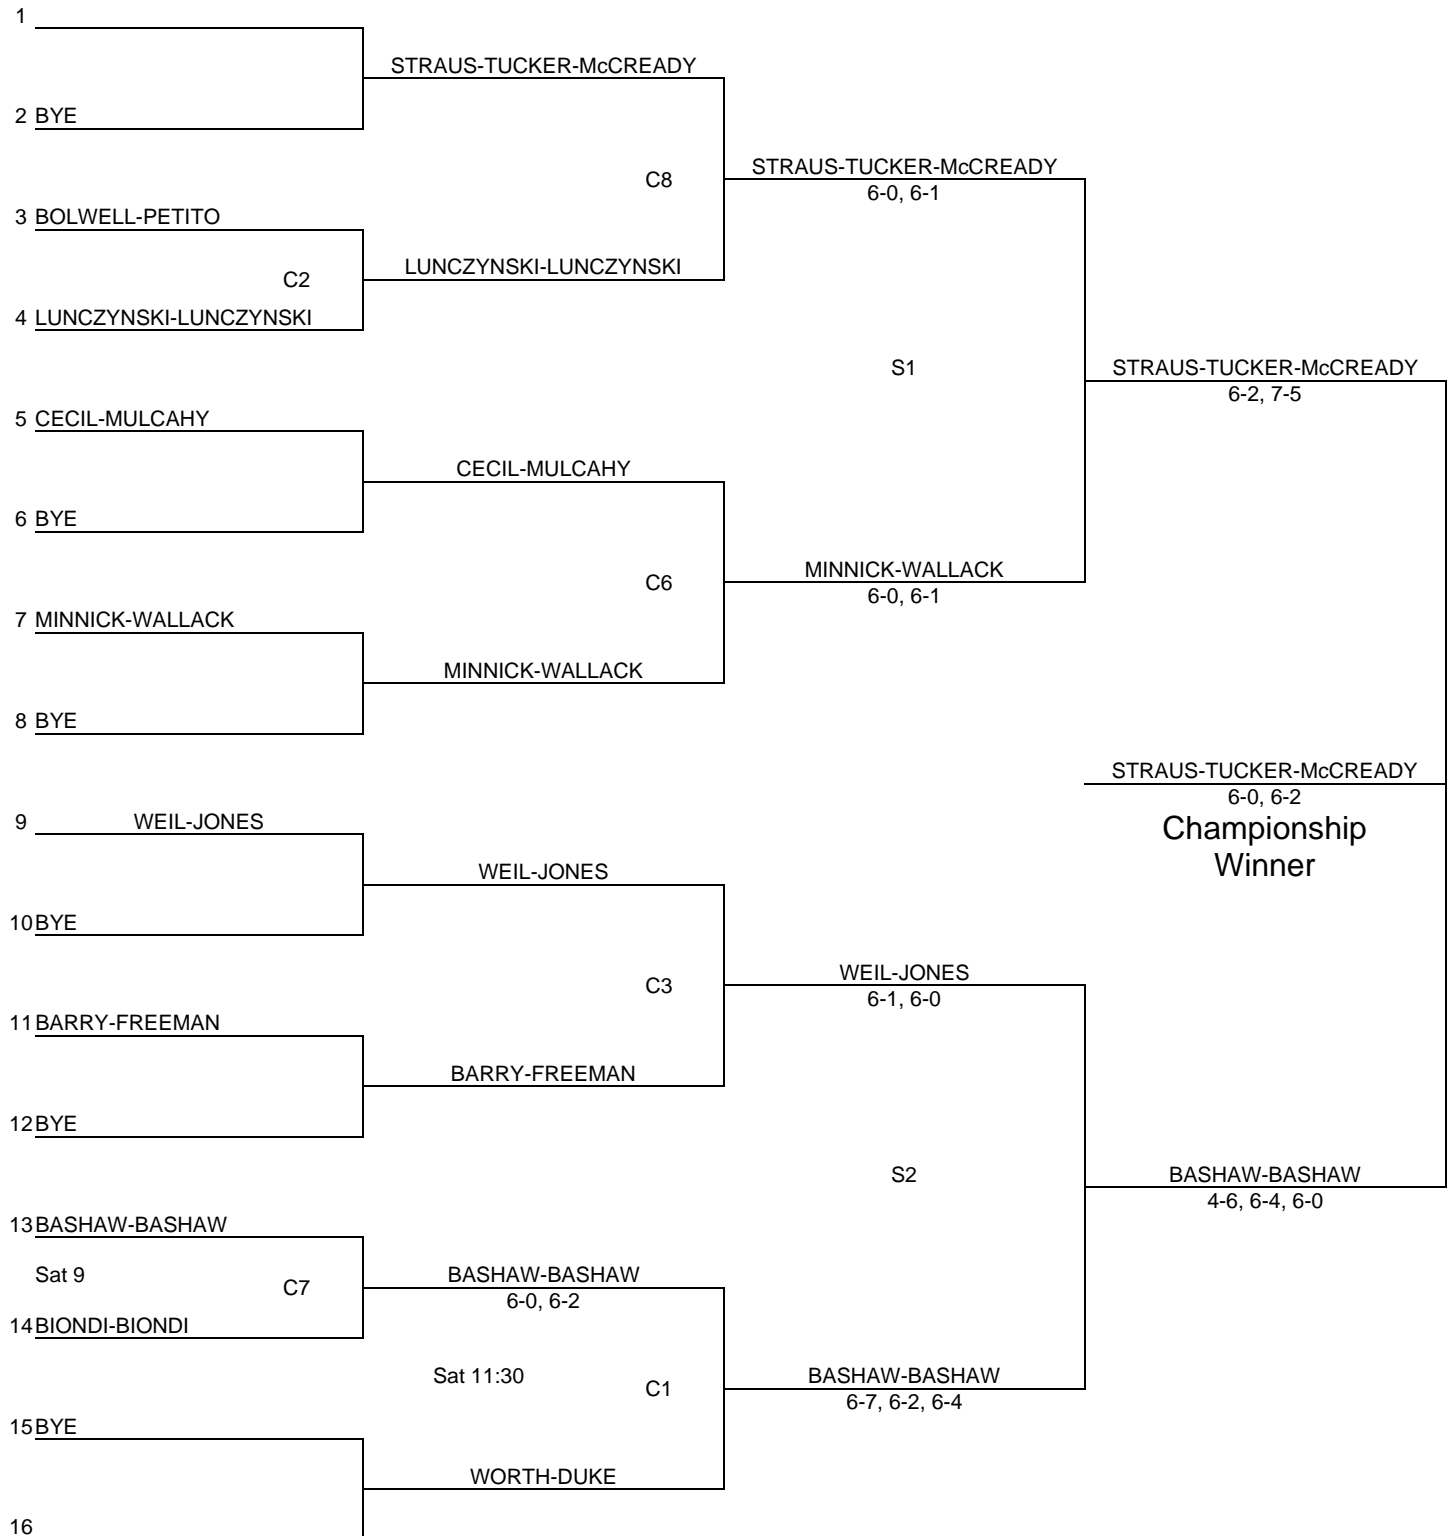 1
STRAUS-TUCKER-McCREADY
2 BYE
C8
STRAUS-TUCKER-McCREADY
6-0, 6-1
3 BOLWELL-PETITO
C2
LUNCZYNSKI-LUNCZYNSKI
4 LUNCZYNSKI-LUNCZYNSKI
S1
STRAUS-TUCKER-McCREADY
6-2, 7-5
5 CECIL-MULCAHY
CECIL-MULCAHY
6 BYE
C6
MINNICK-WALLACK
6-0, 6-1
7 MINNICK-WALLACK
MINNICK-WALLACK
8 BYE
STRAUS-TUCKER-McCREADY
6-0, 6-2
Championship
Winner
9 WEIL-JONES
WEIL-JONES
10 BYE
C3
WEIL-JONES
6-1, 6-0
11 BARRY-FREEMAN
BARRY-FREEMAN
12 BYE
S2
BASHAW-BASHAW
4-6, 6-4, 6-0
13 BASHAW-BASHAW
Sat 9
C7
BASHAW-BASHAW
6-0, 6-2
14 BIONDI-BIONDI
Sat 11:30
C1
BASHAW-BASHAW
6-7, 6-2, 6-4
15 BYE
WORTH-DUKE
16